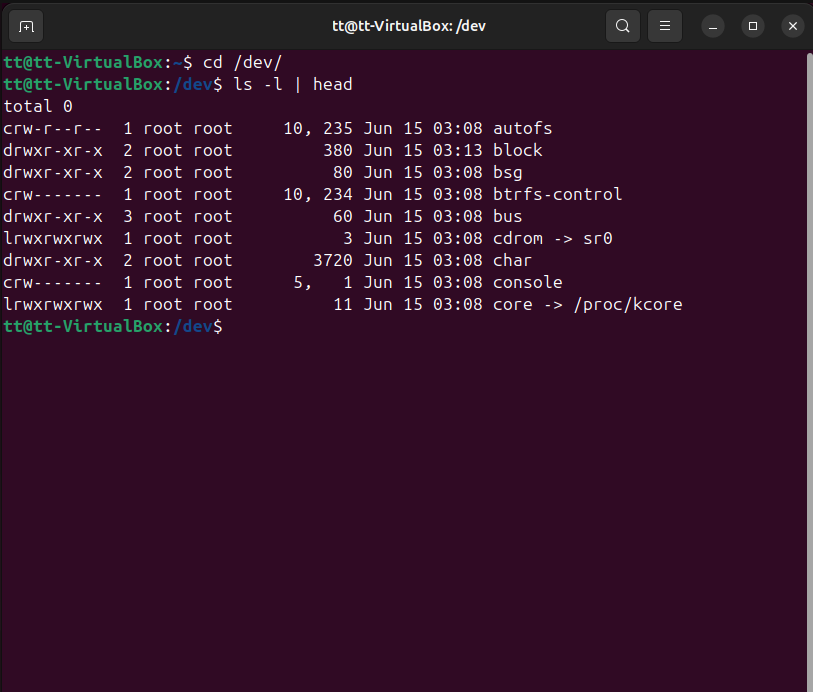 tt@tt-VirtualBox: /dev
tt@tt-VirtualBox:~$ cd /dev/
tt@tt-VirtualBox:/dev$ ls -l | head
total 0
crw-r--r--  1 root root     10, 235 Jun 15 03:08 autofs
drwxr-xr-x  2 root root         380 Jun 15 03:13 block
drwxr-xr-x  2 root root          80 Jun 15 03:08 bsg
crw-------  1 root root     10, 234 Jun 15 03:08 btrfs-control
drwxr-xr-x  3 root root          60 Jun 15 03:08 bus
lrwxrwxrwx  1 root root           3 Jun 15 03:08 cdrom -> sr0
drwxr-xr-x  2 root root        3720 Jun 15 03:08 char
crw-------  1 root root      5,   1 Jun 15 03:08 console
lrwxrwxrwx  1 root root          11 Jun 15 03:08 core -> /proc/kcore
tt@tt-VirtualBox:/dev$